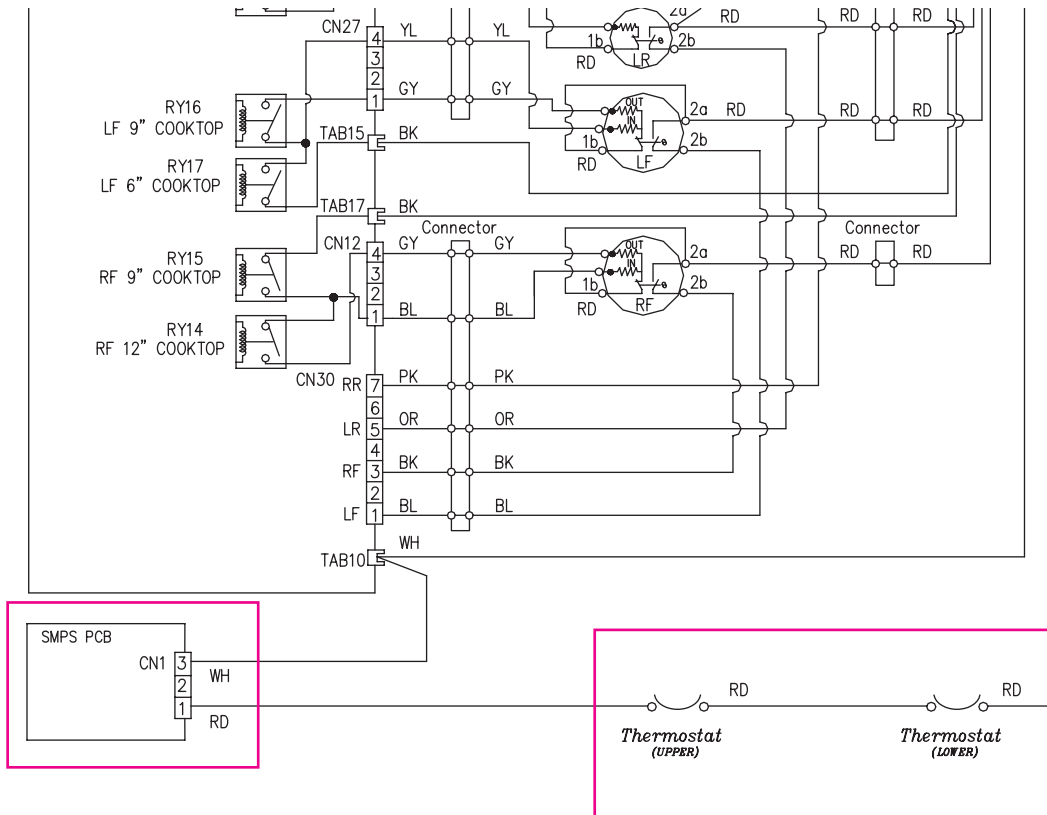 2a
RD
RD
RD
CN27
4
YL
YL
1b
2b
3
LR
RD
2
1
GY
GY
RY16
LF 9” COOKTOP
OUT
2a
RD
RD
RD
IN
TAB15
BK
1b
2b
LF
RD
RY17
LF 6” COOKTOP
TAB17
BK
Connector
Connector
CN12
4
GY
GY
OUT
2a
RD
RD
RY15
RF 9” COOKTOP
3
IN
2
1b
2b
1
BL
BL
RD
RF
RY14
RF 12” COOKTOP
CN30
RR
7
PK
PK
6
LR
5
OR
OR
4
RF
3
BK
BK
2
LF
1
BL
BL
WH
TAB10
SMPS PCB
CN1
3
WH
2
1
RD
RD
RD
Thermostat
(UPPER)
Thermostat
(LOWER)